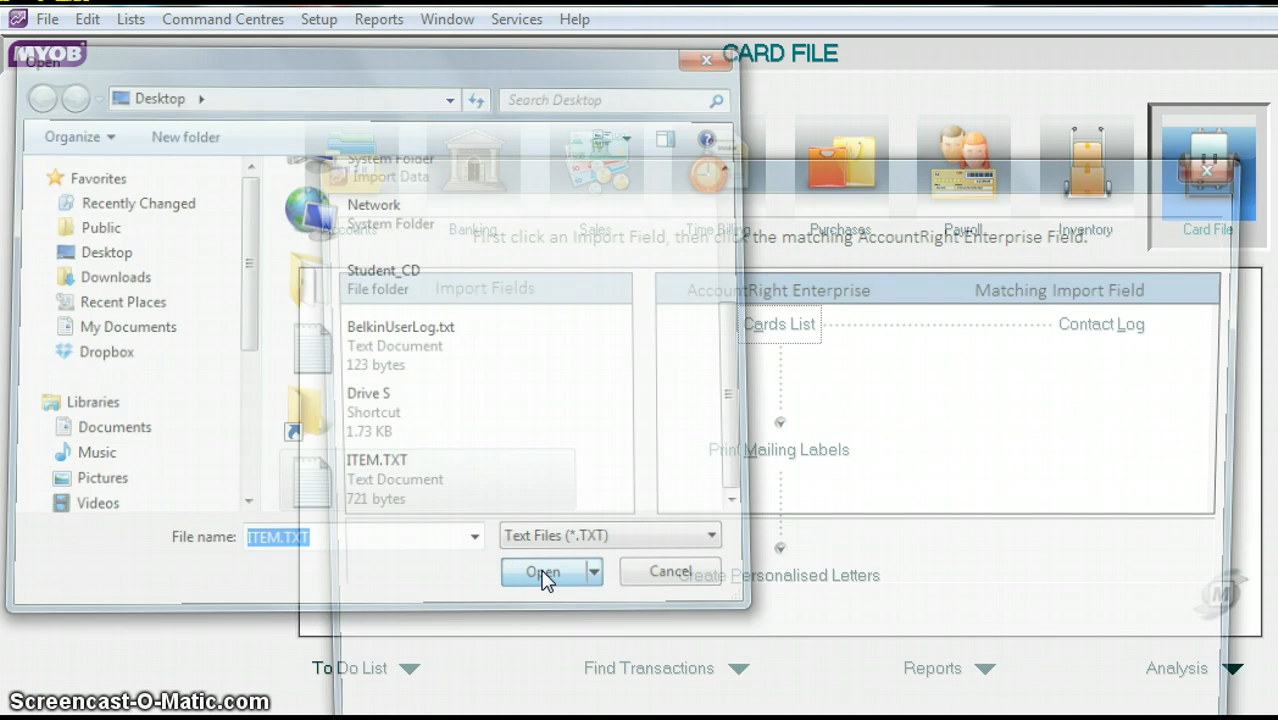 File Edit Lists Command Centres Setup Reports Window Services Help
MYOB
CARD FILE
Open
Desktop
Search Desktop
Organize
New folder
Favorites
Recently Changed
Public
Desktop
Downloads
Recent Places
My Documents
Dropbox
Libraries
Documents
Music
Pictures
Videos
System Folder
Import Data
Network
System Folder
Student_CD
File folder
BelkinUserLog.txt
Text Document
123 bytes
Drive S
Shortcut
1.73 KB
ITEM.TXT
Text Document
721 bytes
File name: ITEM.TXT
Text Files (*.TXT)
Open
Cancel
Accounts
Banking
Sales
Time Billing
Purchases
Payroll
Inventory
Card File
First click an Import Field, then click the matching AccountRight Enterprise Field.
Import Fields
AccountRight Enterprise
Matching Import Field
Cards List
Contact Log
Print Mailing Labels
Create Personalised Letters
To Do List
Find Transactions
Reports
Analysis
Screencast-O-Matic.com